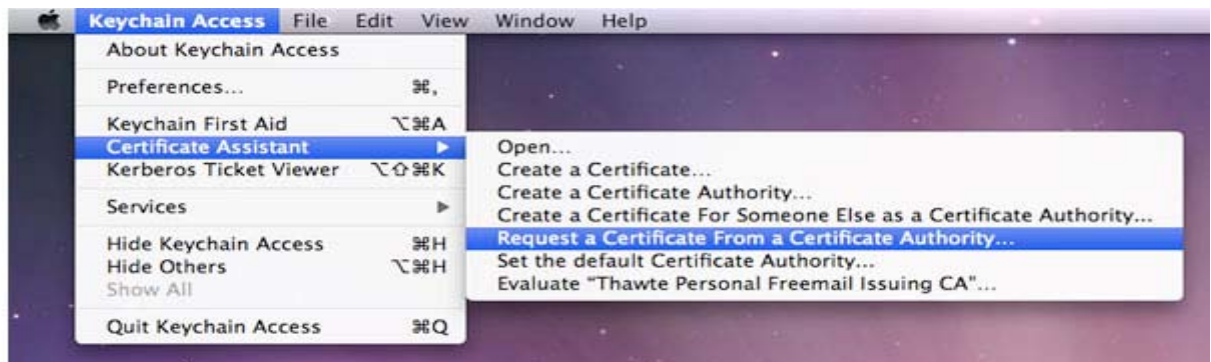 Keychain Access File Edit View Window Help
About Keychain Access
Preferences... ⌘,
Keychain First Aid ⌥⌘A
Certificate Assistant ▶
Kerberos Ticket Viewer ⌥⇧⌘K
Services ▶
Hide Keychain Access ⌘H
Hide Others ⌥⌘H
Show All
Quit Keychain Access ⌘Q
Open...
Create a Certificate...
Create a Certificate Authority...
Create a Certificate For Someone Else as a Certificate Authority...
Request a Certificate From a Certificate Authority...
Set the default Certificate Authority...
Evaluate “Thawte Personal Freemail Issuing CA”...